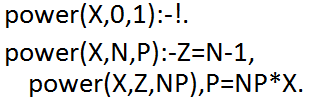 power(X,0,1):-!.
power(X,N,P):-Z=N-1,
power(X,Z,NP),P=NP*X.